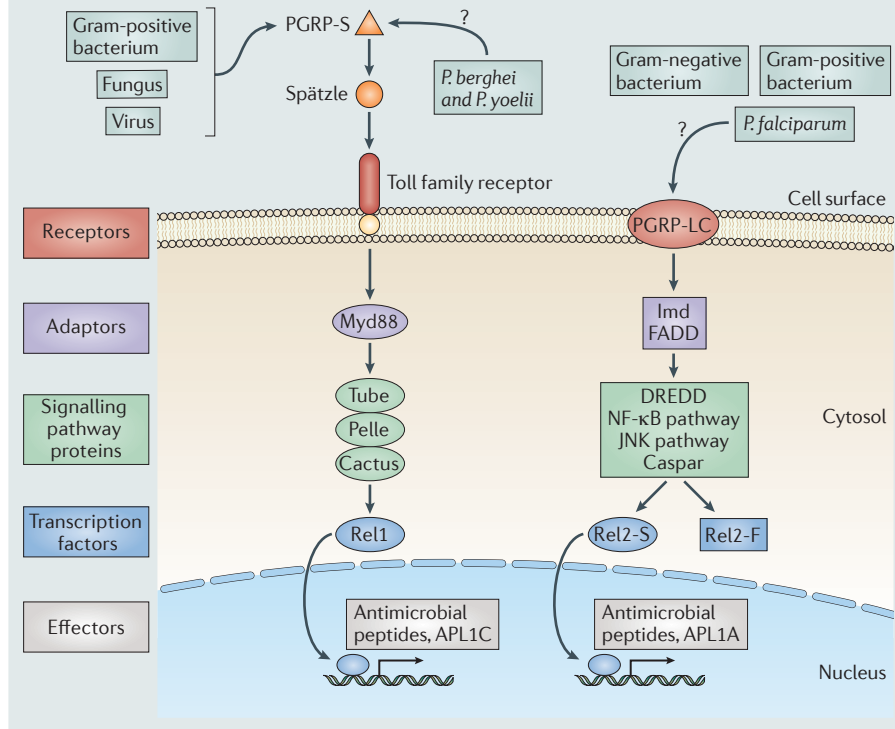 Gram-positive
bacterium
Fungus
Virus
PGRP-S
?
P. berghei
and P. yoelii
Spätzle
Toll family receptor
Gram-negative
bacterium
Gram-positive
bacterium
?
P. falciparum
Cell surface
Receptors
PGRP-LC
Adaptors
Myd88
Imd
FADD
Signalling
pathway
proteins
Tube
Pelle
Cactus
DREDD
NF-κB pathway
JNK pathway
Caspar
Cytosol
Transcription
factors
Rel1
Rel2-S
Rel2-F
Effectors
Antimicrobial
peptides, APL1C
Antimicrobial
peptides, APL1A
Nucleus